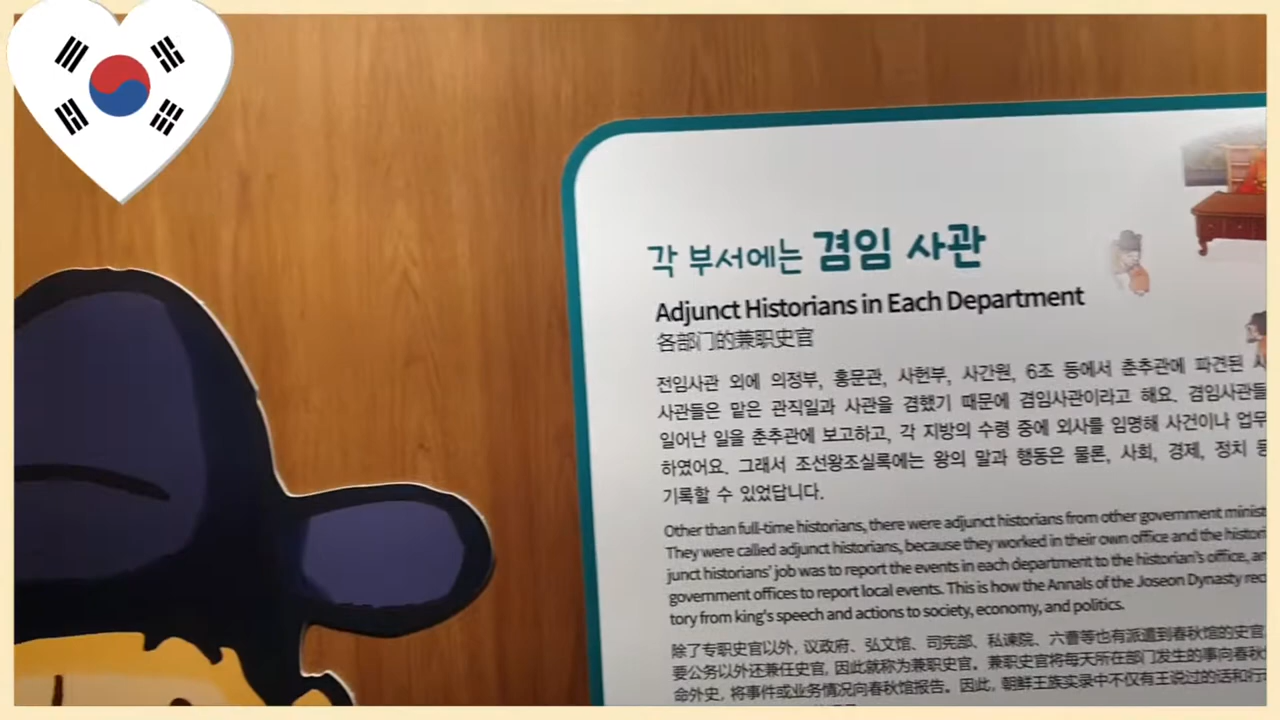 각 부서에는 겸임 사관
Adjunct Historians in Each Department
各部门的兼职史官
전임사관 외에 의정부, 홍문관, 사헌부, 사간원, 6조 등에서 춘추관에 파견된
사관들은 맡은 관직일과 사관을 겸했기 때문에 겸임사관이라고 해요. 겸임사관들
일어난 일을 춘추관에 보고하고, 각 지방의 수령 중에 외사를 임명해 사건이나 업무
하였어요. 그래서 조선왕조실록에는 왕의 말과 행동은 물론, 사회, 경제, 정치
기록할 수 있었답니다.
Other than full-time historians, there were adjunct historians from other government minist
They were called adjunct historians, because they worked in their own office and the histori
junct historians' job was to report the events in each department to the historian's office, an
government offices to report local events. This is how the Annals of the Joseon Dynasty rec
tory from king's speech and actions to society, economy, and politics.
除了专职史官以外, 议政府、弘文馆、司宪部、私谏院、六曹等也有派遣到春秋馆的史官
要公务以外还兼任史官, 因此就称为兼职史官。兼职史官将每天所在部门发生的事向春秋
命外史, 将事件或业务情况向春秋馆报告。因此, 朝鲜王族实录中不仅有王说过的话和行